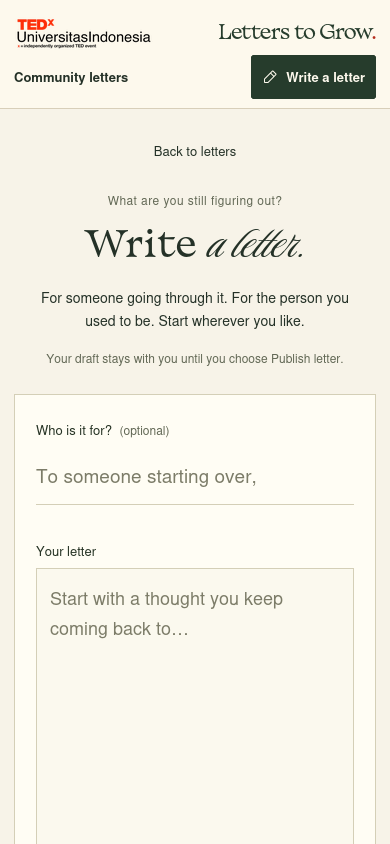 TEDx
UniversitasIndonesia
x = independently organized TED event
Letters to Grow.
Community letters
Write a letter
Back to letters
What are you still figuring out?
Write a letter.
For someone going through it. For the person you
used to be. Start wherever you like.
Your draft stays with you until you choose Publish letter.
Who is it for? (optional)
To someone starting over,
Your letter
Start with a thought you keep
coming back to…